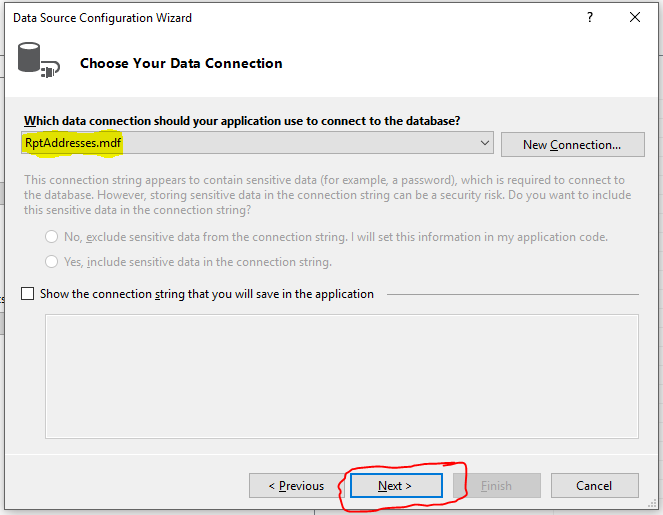 Data Source Configuration Wizard
Choose Your Data Connection
Which data connection should your application use to connect to the database?
RptAddresses.mdf
New Connection...
This connection string appears to contain sensitive data (for example, a password), which is required to connect to
the database. However, storing sensitive data in the connection string can be a security risk. Do you want to include
this sensitive data in the connection string?
No, exclude sensitive data from the connection string. I will set this information in my application code.
Yes, include sensitive data in the connection string.
Show the connection string that you will save in the application
< Previous
Next >
Finish
Cancel